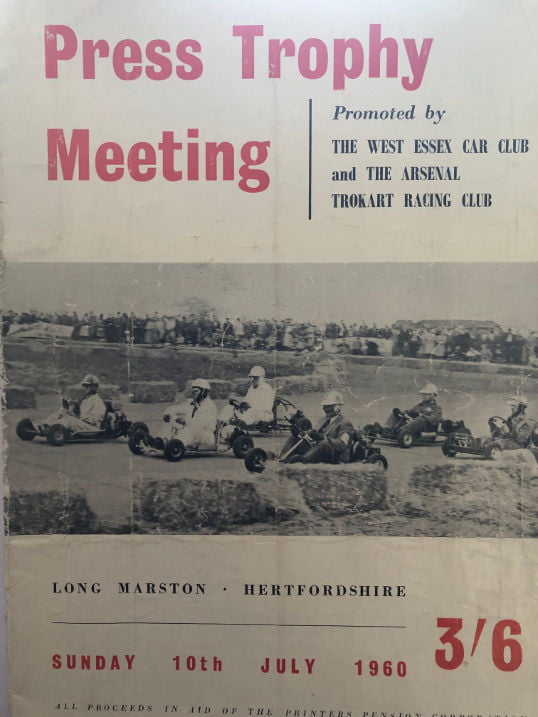 Press Trophy
Meeting
Promoted by
THE WEST ESSEX CAR CLUB
and THE ARSENAL
TROKART RACING CLUB
LONG MARSTON · HERTFORDSHIRE
SUNDAY 10th JULY 1960
3/6
ALL PROCEEDS IN AID OF THE PRINTERS PENSION CORPORATION